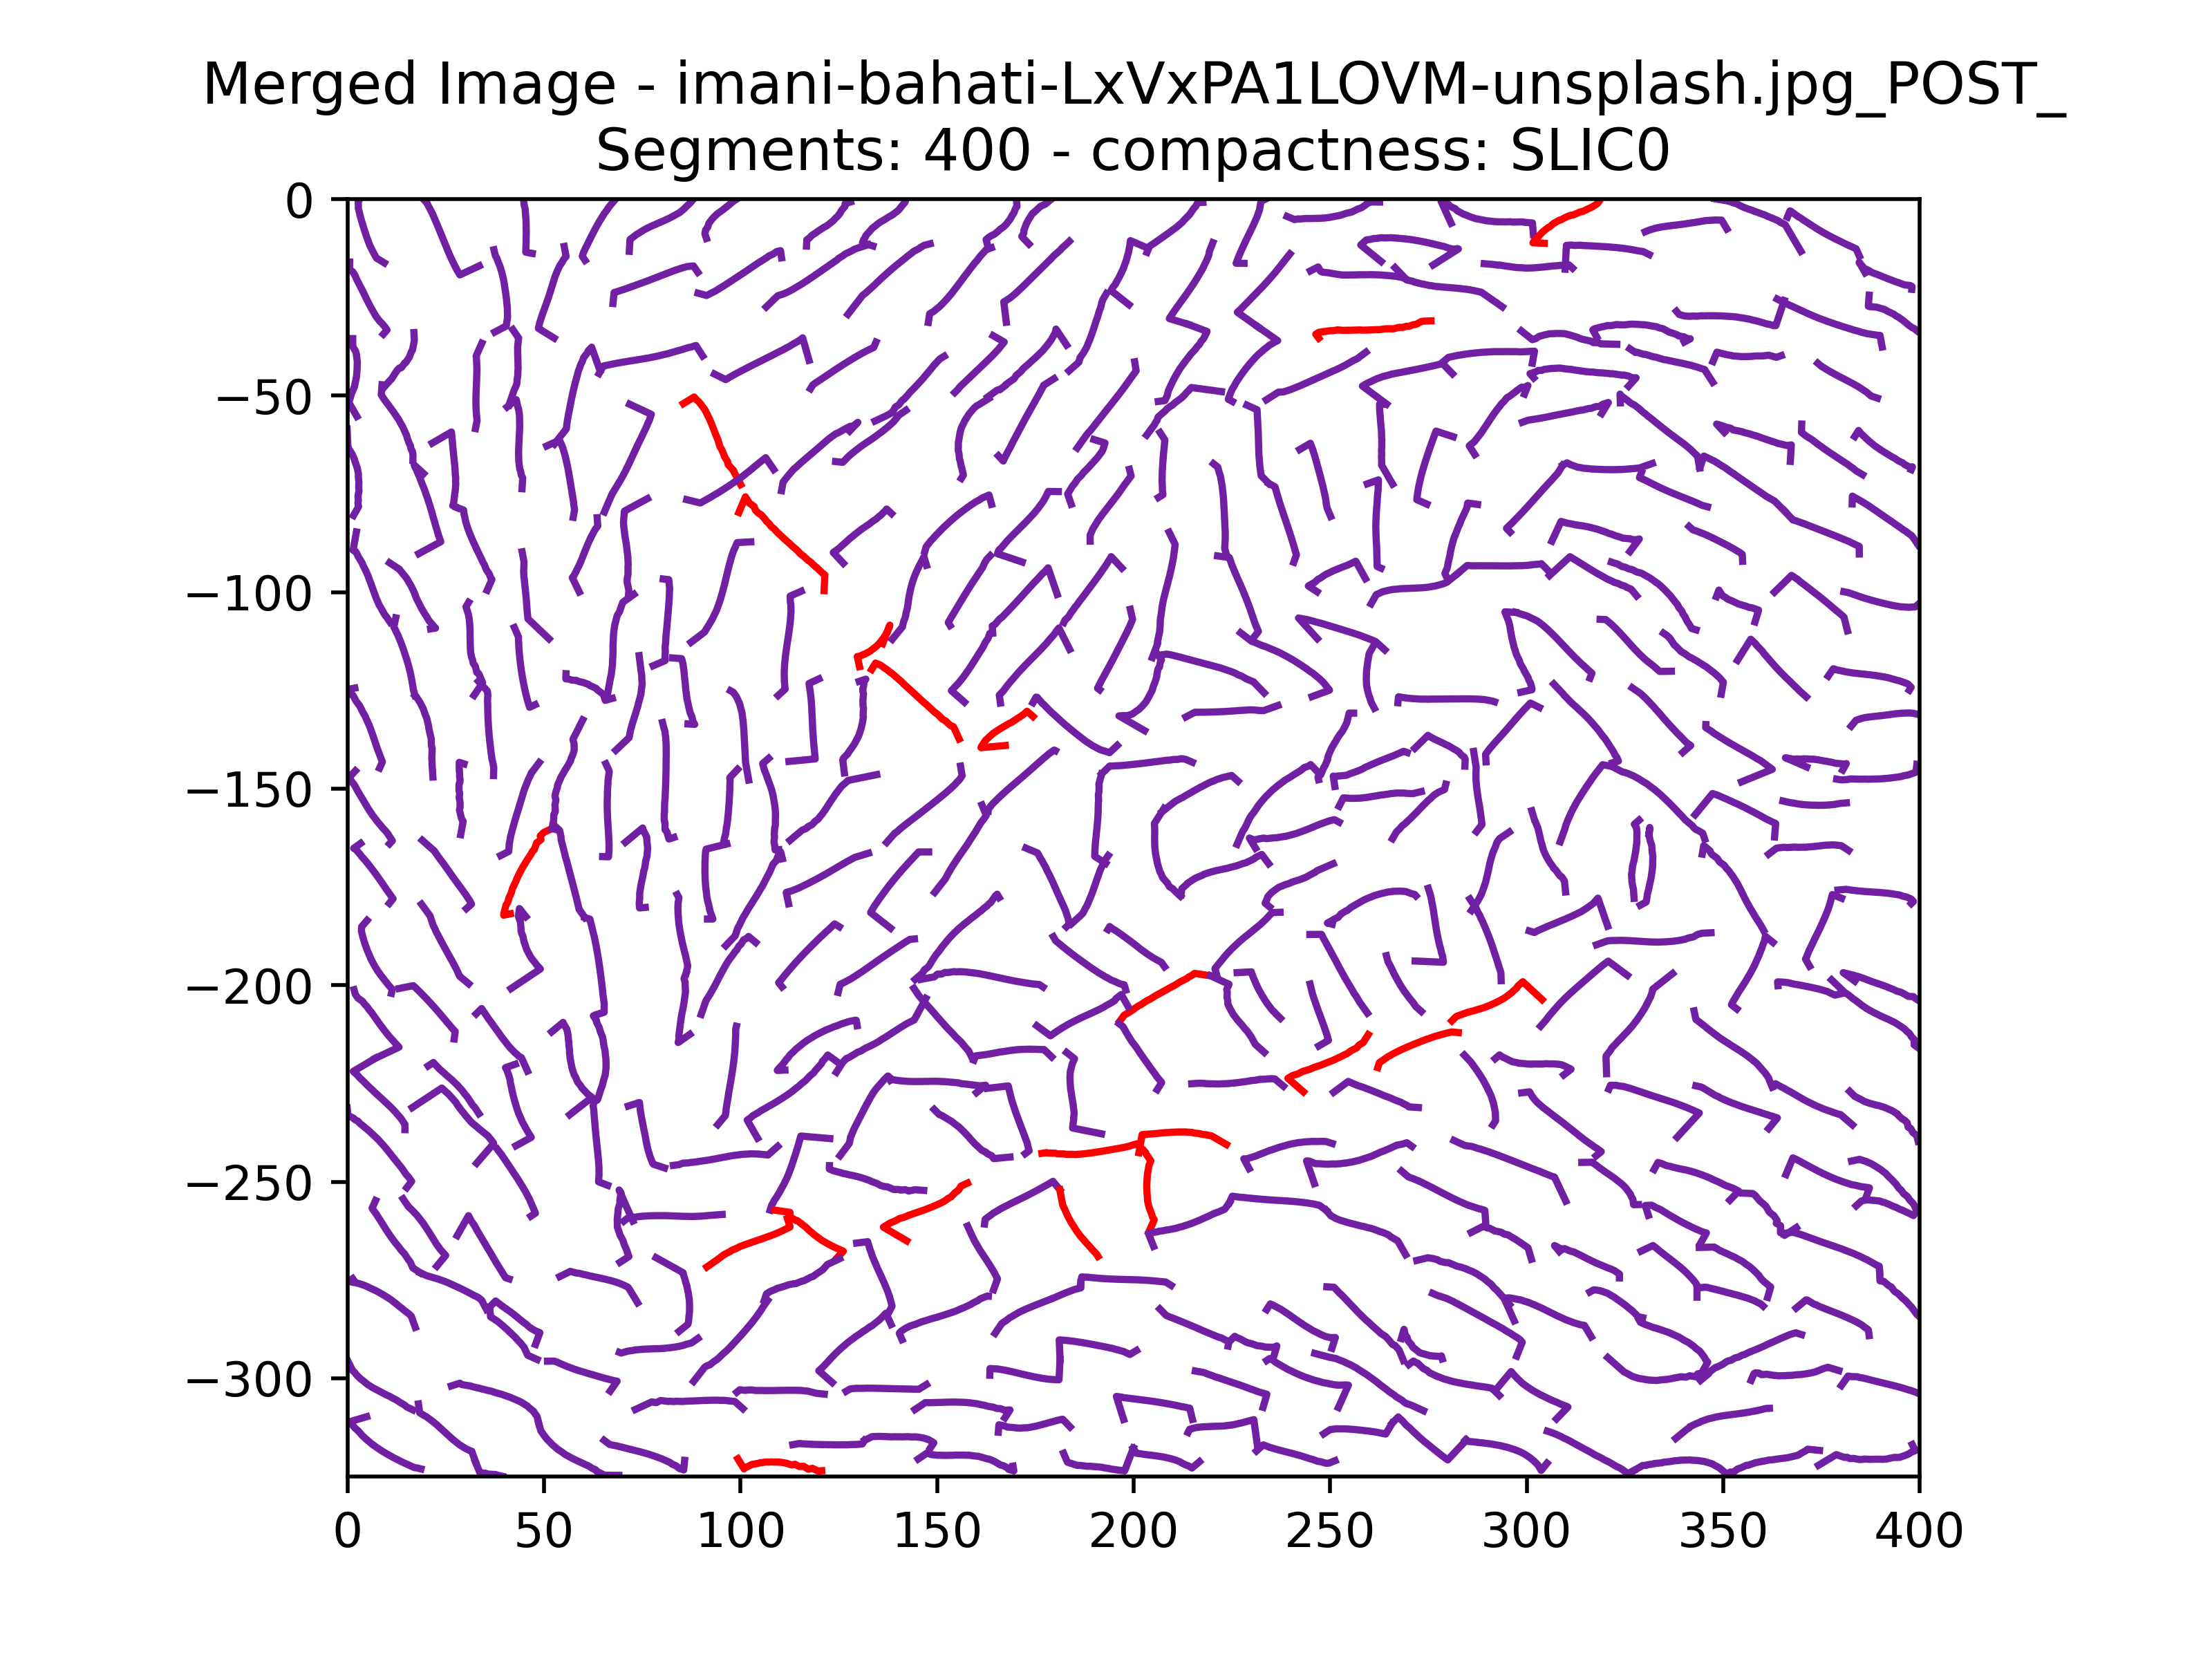 Merged Image - imani-bahati-LxVxPA1LOVM-unsplash.jpg_POST_
Segments: 400 - compactness: SLIC0
0
−50
−100
−150
−200
−250
−300
0 50 100 150 200 250 300 350 400